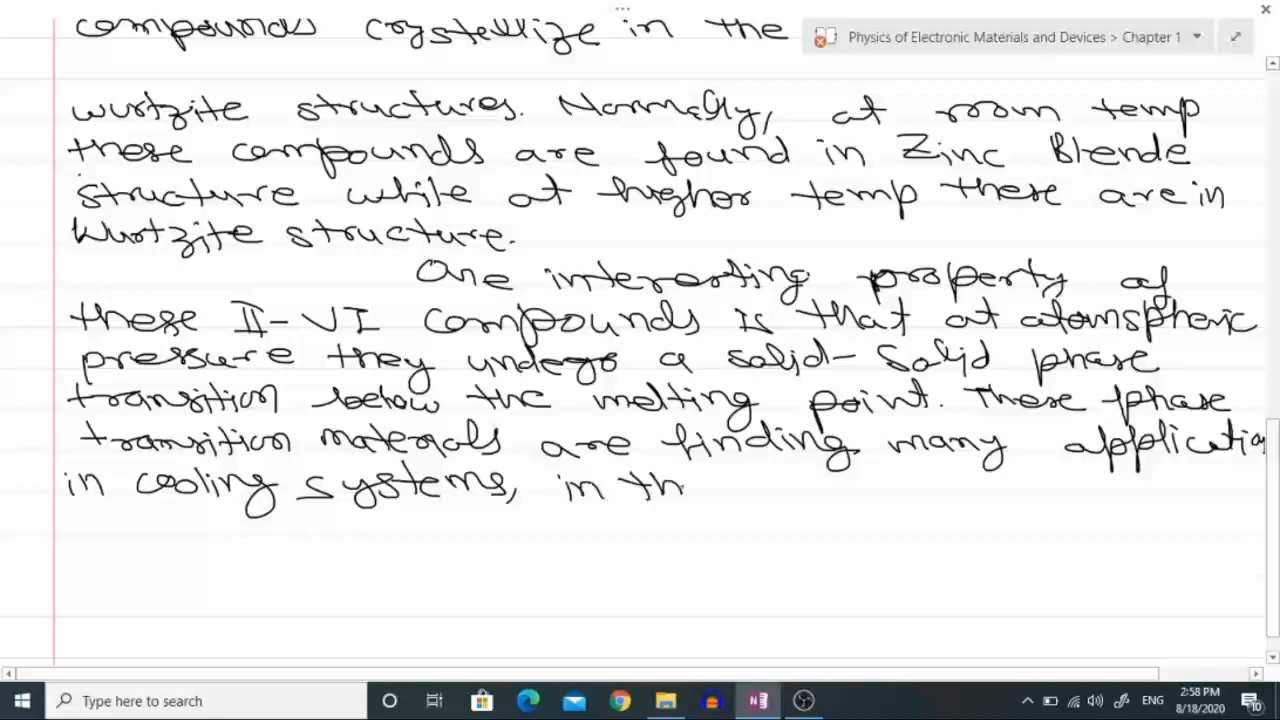 compounds crystellize in the
Physics of Electronic Materials and Devices > Chapter 1
wurtzite structures. Normally, at room temp
these compounds are found in Zinc Blende
structure while at higher temp these are in
Wurtzite structure.
One interesting property of
these II-VI compounds is that at atomspheric
pressure they undego a solid-solid phase
transition below the melting point. These phase
transition materials are finding many applicatio
in cooling systems, in th
Type here to search
ENG
2:58 PM
8/18/2020
10